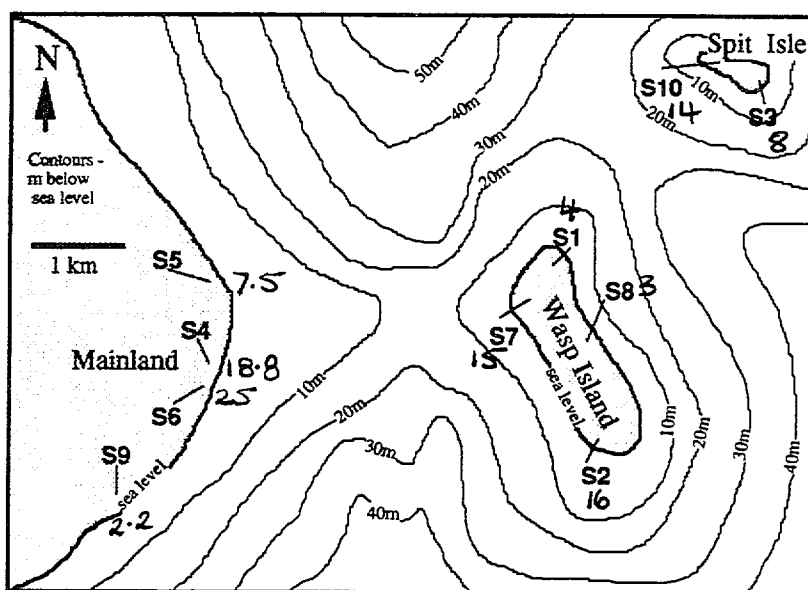 N
Contours -
m below
sea level
1 km
Mainland
S5
7.5
S4
18.8
25
S6
S9
sea level
2.2
10m
20m
30m
40m
50m
40m
30m
20m
Spit Isle
S10
14
10m
20m
S3
8
4
S1
S8 3
S7
15
Wasp Island
sea level
S2
16
10m
20m
30m
40m